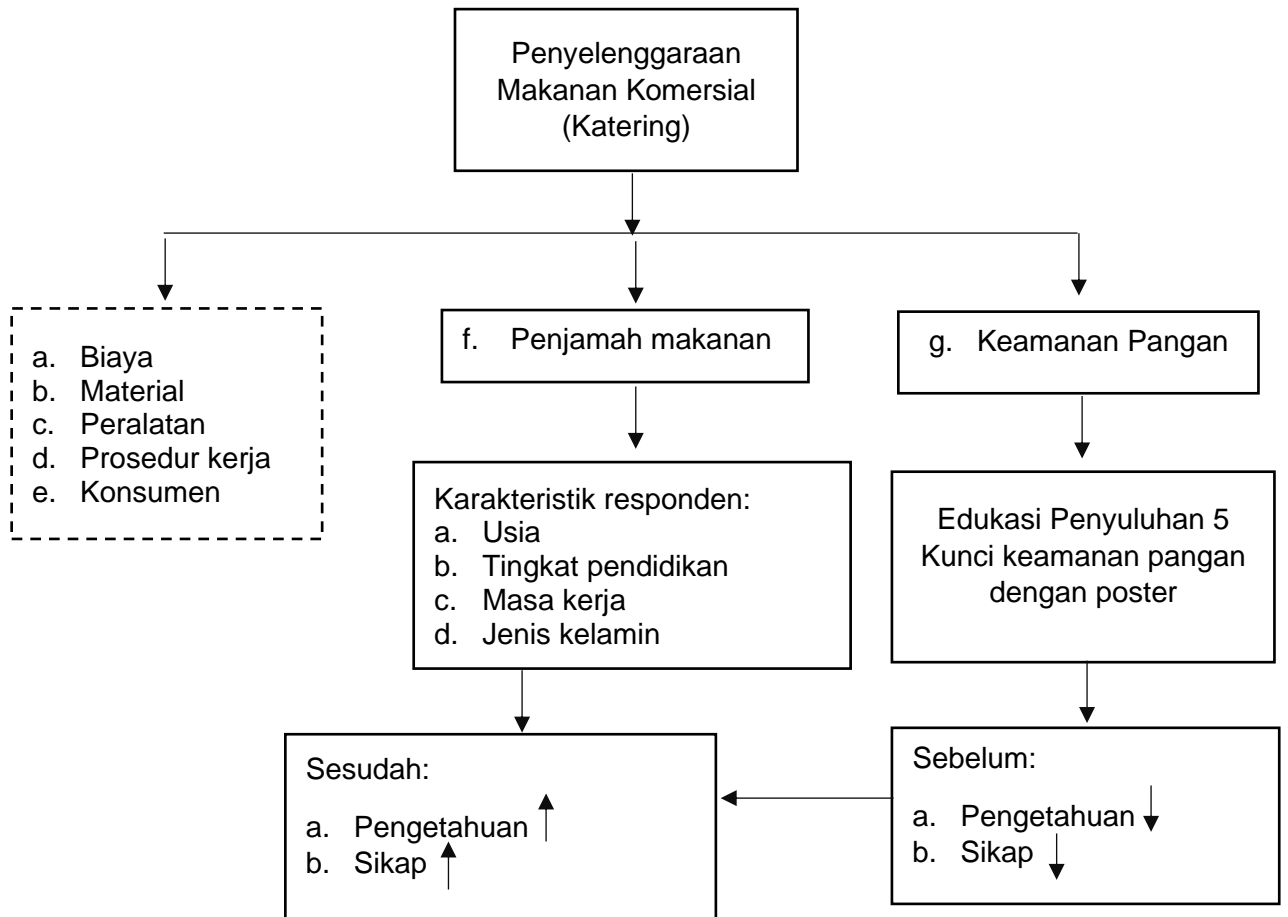 Penyelenggaraan
Makanan Komersial
(Katering)
a. Biaya
b. Material
c. Peralatan
d. Prosedur kerja
e. Konsumen
f. Penjamah makanan
g. Keamanan Pangan
Karakteristik responden:
a. Usia
b. Tingkat pendidikan
c. Masa kerja
d. Jenis kelamin
Edukasi Penyuluhan 5
Kunci keamanan pangan
dengan poster
Sesudah:
a. Pengetahuan
b. Sikap
Sebelum:
a. Pengetahuan
b. Sikap